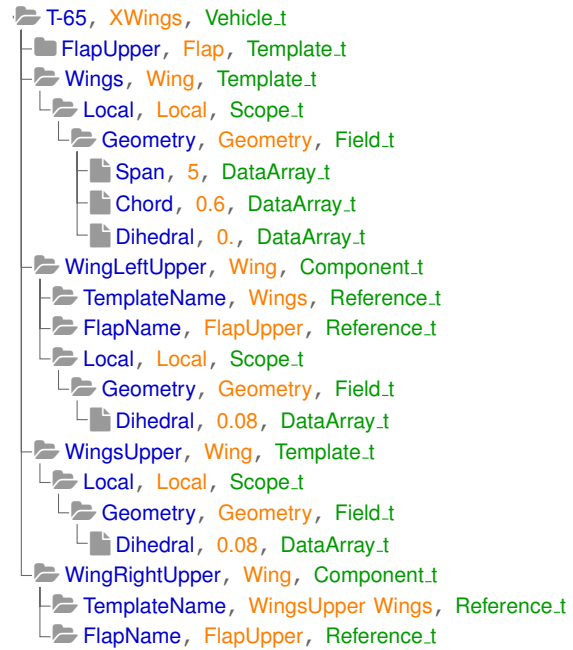 T-65, XWings, Vehicle_t
FlapUpper, Flap, Template_t
Wings, Wing, Template_t
Local, Local, Scope_t
Geometry, Geometry, Field_t
Span, 5, DataArray_t
Chord, 0.6, DataArray_t
Dihedral, 0., DataArray_t
WingLeftUpper, Wing, Component_t
TemplateName, Wings, Reference_t
FlapName, FlapUpper, Reference_t
Local, Local, Scope_t
Geometry, Geometry, Field_t
Dihedral, 0.08, DataArray_t
WingsUpper, Wing, Template_t
Local, Local, Scope_t
Geometry, Geometry, Field_t
Dihedral, 0.08, DataArray_t
WingRightUpper, Wing, Component_t
TemplateName, WingsUpper Wings, Reference_t
FlapName, FlapUpper, Reference_t